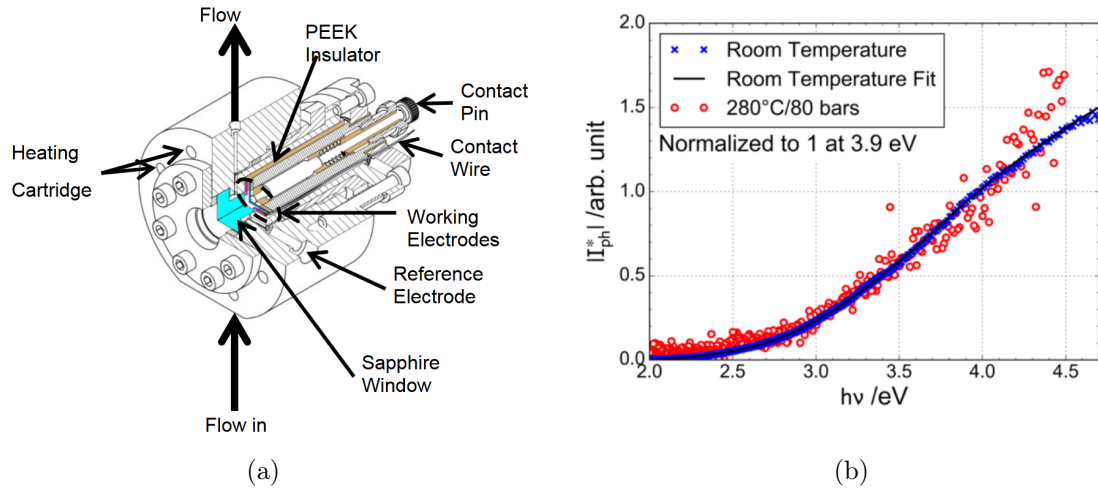 Flow
PEEK
Insulator
Contact
Pin
Contact
Wire
Heating
Cartridge
Working
Electrodes
Reference
Electrode
Sapphire
Window
Flow in
(a)
2.0
1.5
1.0
0.5
0.0
|I*ph| /arb. unit
Room Temperature
Room Temperature Fit
280°C/80 bars
Normalized to 1 at 3.9 eV
2.0 2.5 3.0 3.5 4.0 4.5
hν /eV
(b)